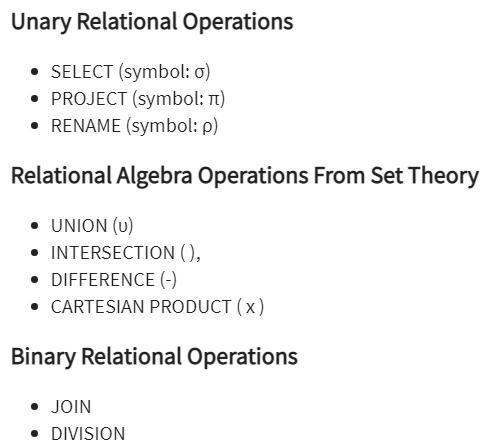 Unary Relational Operations
• SELECT (symbol: σ)
• PROJECT (symbol: π)
• RENAME (symbol: ρ)
Relational Algebra Operations From Set Theory
• UNION (υ)
• INTERSECTION ( ),
• DIFFERENCE (-)
• CARTESIAN PRODUCT ( x )
Binary Relational Operations
• JOIN
• DIVISION